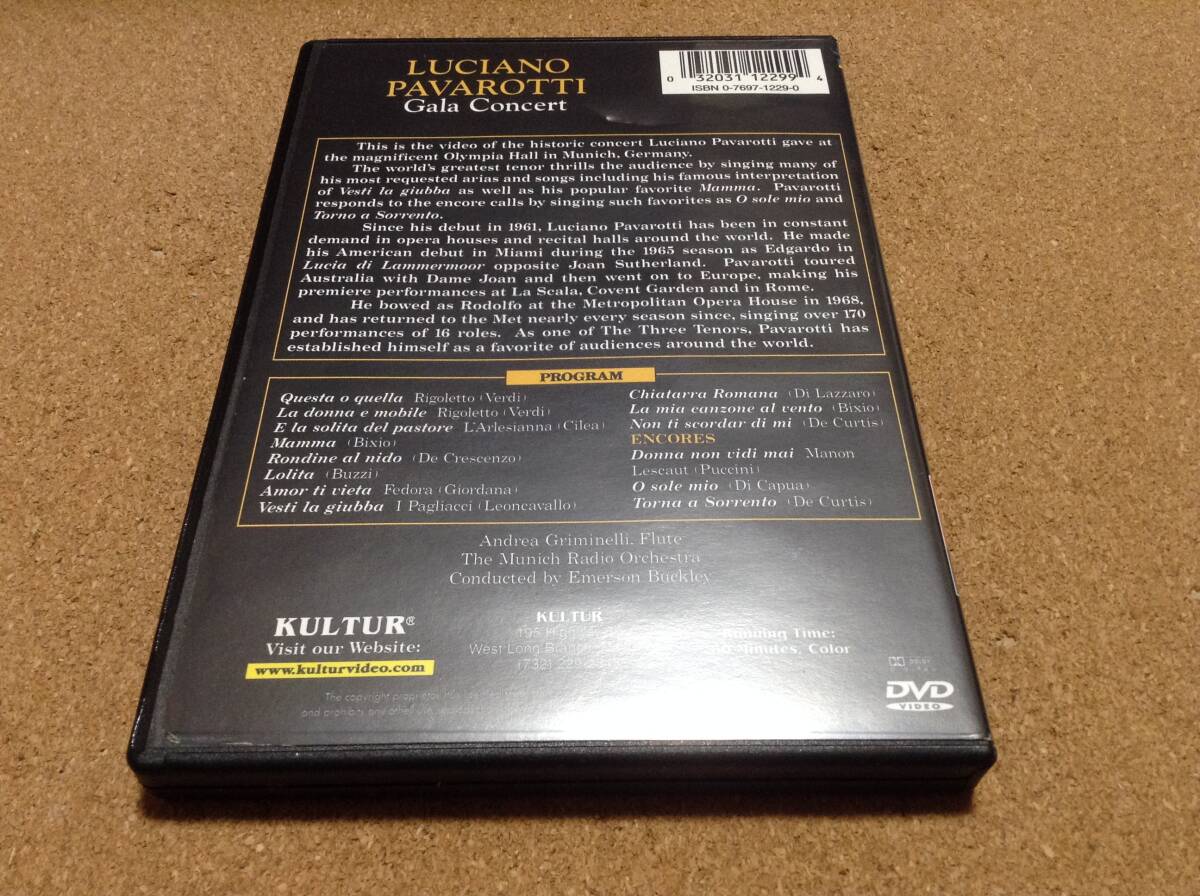 LUCIANO
PAVAROTTI
Gala Concert
0 32031 12299 4
ISBN 0-7697-1229-0
This is the video of the historic concert Luciano Pavarotti gave at
the magnificent Olympia Hall in Munich, Germany.
The world's greatest tenor thrills the audience by singing many of
his most requested arias and songs including his famous interpretation
of Vesti la giubba as well as his popular favorite Mamma. Pavarotti
responds to the encore calls by singing such favorites as O sole mio and
Torno a Sorrento.
Since his debut in 1961, Luciano Pavarotti has been in constant
demand in opera houses and recital halls around the world. He made
his American debut in Miami during the 1965 season as Edgardo in
Lucia di Lammermoor opposite Joan Sutherland. Pavarotti toured
Australia with Dame Joan and then went on to Europe, making his
premiere performances at La Scala, Covent Garden and in Rome.
He bowed as Rodolfo at the Metropolitan Opera House in 1968,
and has returned to the Met nearly every season since, singing over 170
performances of 16 roles. As one of The Three Tenors, Pavarotti has
established himself as a favorite of audiences around the world.
PROGRAM
Questa o quella Rigoletto (Verdi)
La donna e mobile Rigoletto (Verdi)
E la solita del pastore L'Arlesianna (Cilea)
Mamma (Bixio)
Rondine al nido (De Crescenzo)
Lolita (Buzzi)
Amor ti vieta Fedora (Giordana)
Vesti la giubba I Pagliacci (Leoncavallo)
Chiatarra Romana (Di Lazzaro)
La mia canzone al vento (Bixio)
Non ti scordar di mi (De Curtis)
ENCORES
Donna non vidi mai Manon
Lescaut (Puccini)
O sole mio (Di Capua)
Torna a Sorrento (De Curtis)
Andrea Griminelli, Flute
The Munich Radio Orchestra
Conducted by Emerson Buckley
KULTUR®
Visit our Website:
www.kulturvideo.com
KULTUR
195
West Long
(732) 229
Running Time:
Minutes, Color
The copyright
and prohibits any other
DOLBY
DVD
VIDEO